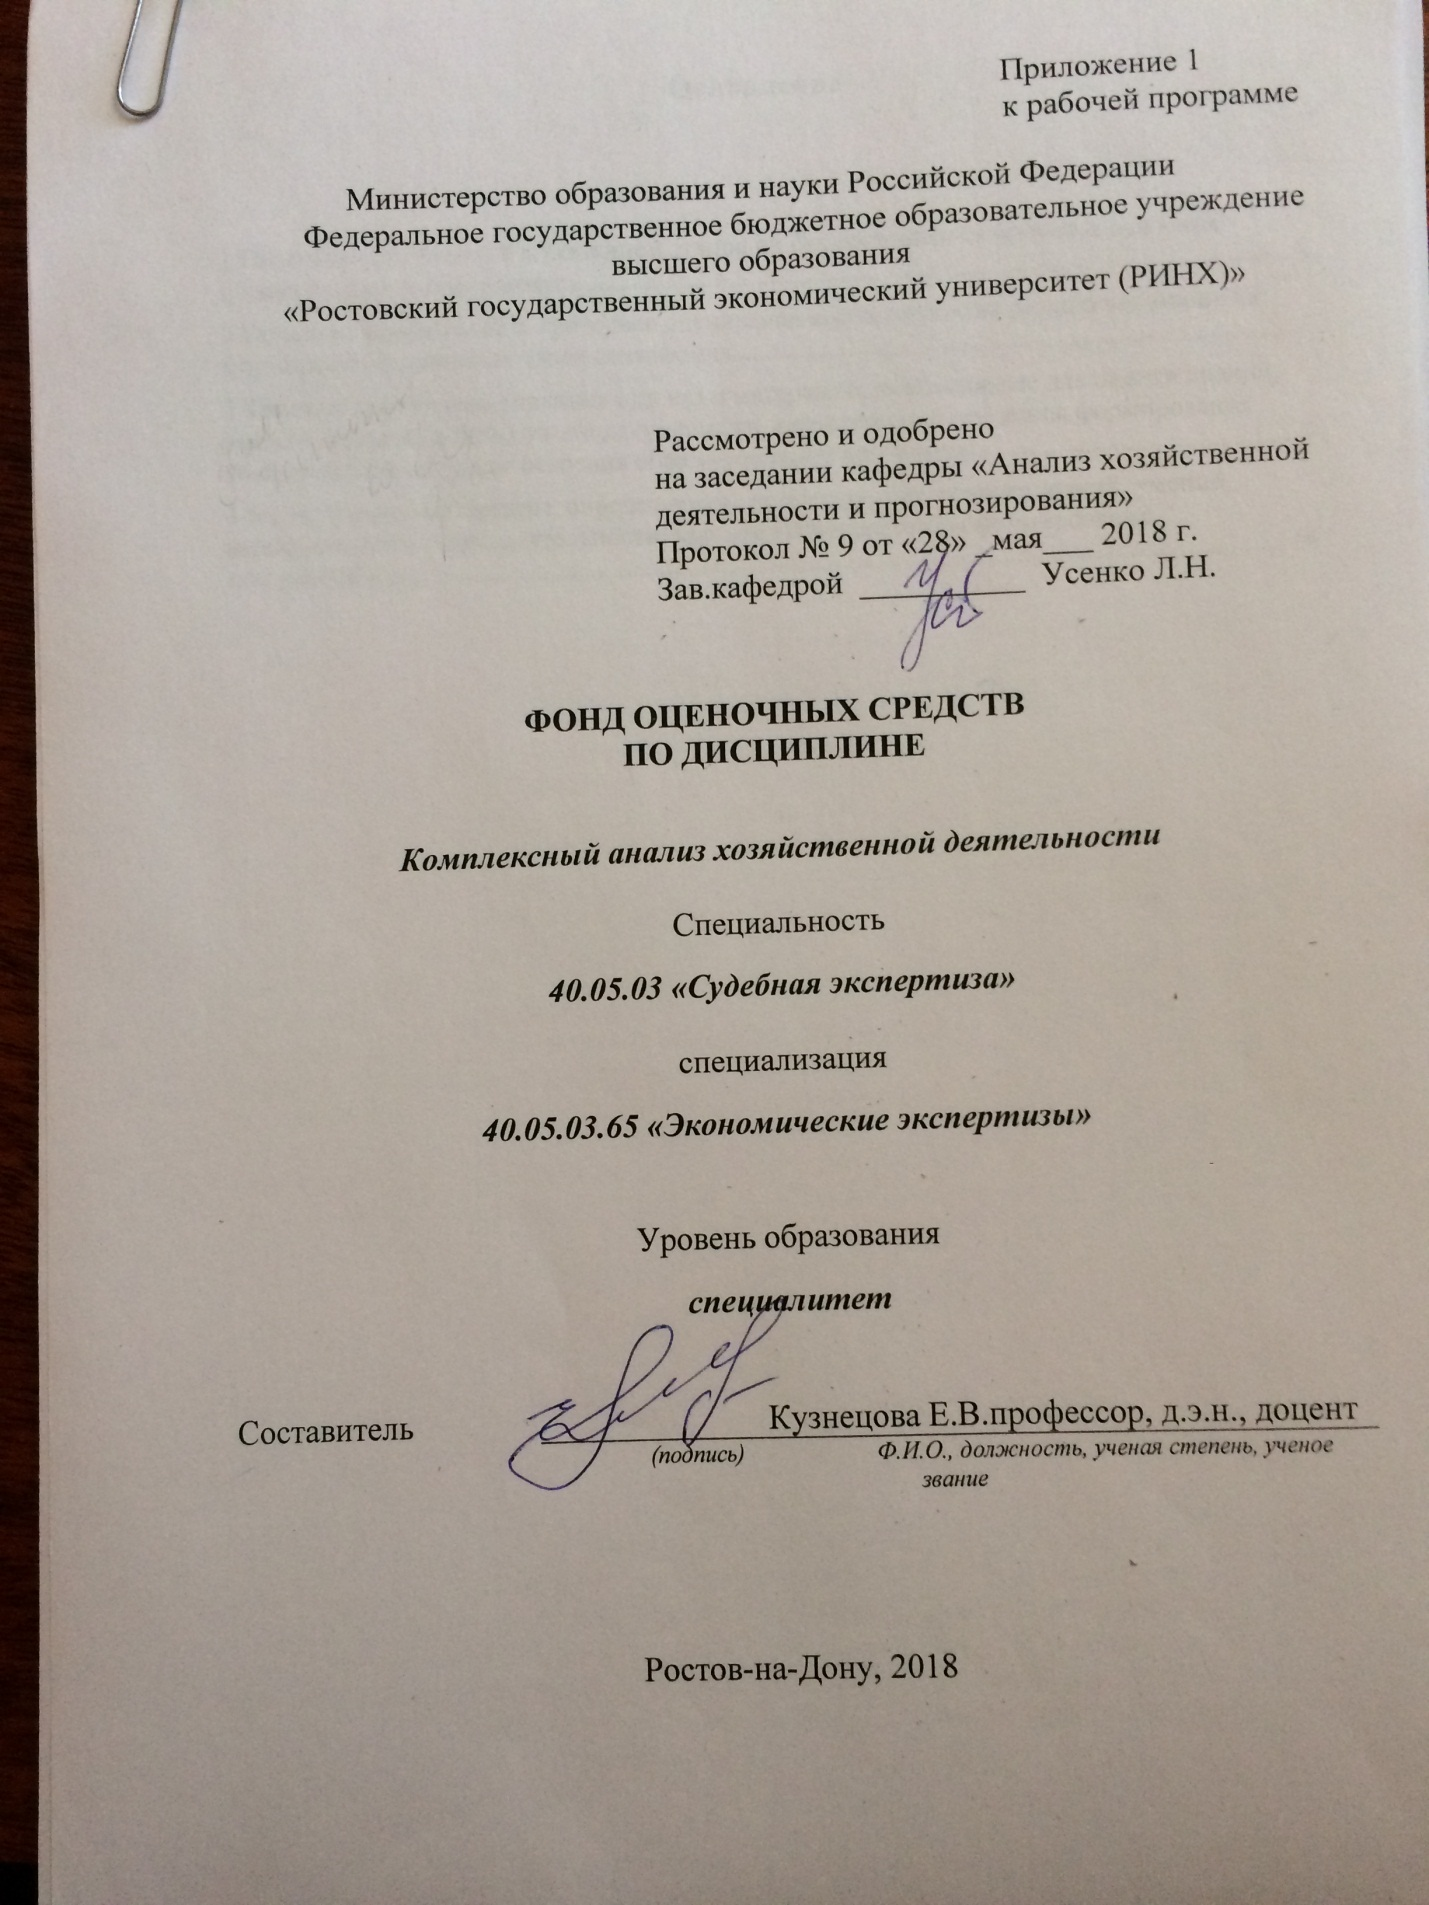 Приложение 1
к рабочей программе
Министерство образования и науки Российской Федерации
Федеральное государственное бюджетное образовательное учреждение
высшего образования
«Ростовский государственный экономический университет (РИНХ)»
Рассмотрено и одобрено
на заседании кафедры «Анализ хозяйственной
деятельности и прогнозирования»
Протокол № 9 от «28» _мая___ 2018 г.
Зав.кафедрой __________ Усенко Л.Н.
ФОНД ОЦЕНОЧНЫХ СРЕДСТВ
ПО ДИСЦИПЛИНЕ
Комплексный анализ хозяйственной деятельности
Специальность
40.05.03 «Судебная экспертиза»
специализация
40.05.03.65 «Экономические экспертизы»
Уровень образования
специалитет
Составитель Кузнецова Е.В.профессор, д.э.н., доцент
(подпись) Ф.И.О., должность, ученая степень, ученое
звание
Ростов-на-Дону, 2018